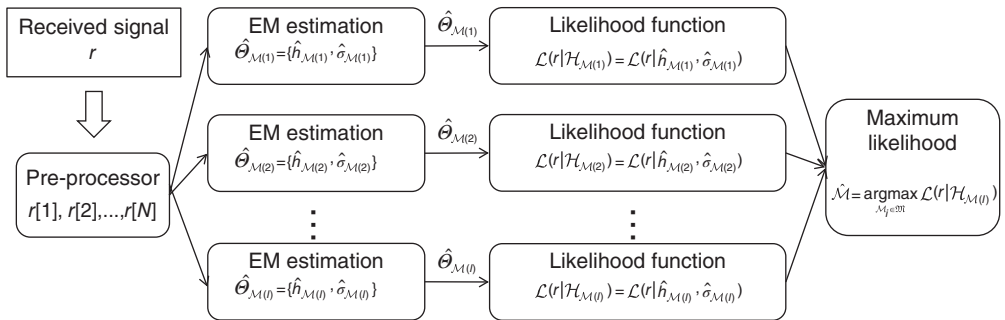 Received signal
r
Pre-processor
r[1], r[2],...,r[N]
EM estimation
Θ̂_ℳ(1)={ĥ_ℳ(1), σ̂_ℳ(1)}
Θ̂_ℳ(1)
Likelihood function
ℒ(r|ℋ_ℳ(1))=ℒ(r|ĥ_ℳ(1), σ̂_ℳ(1))
EM estimation
Θ̂_ℳ(2)={ĥ_ℳ(2), σ̂_ℳ(2)}
Θ̂_ℳ(2)
Likelihood function
ℒ(r|ℋ_ℳ(2))=ℒ(r|ĥ_ℳ(2), σ̂_ℳ(2))
EM estimation
Θ̂_ℳ(I)={ĥ_ℳ(I), σ̂_ℳ(I)}
Θ̂_ℳ(I)
Likelihood function
ℒ(r|ℋ_ℳ(I))=ℒ(r|ĥ_ℳ(I), σ̂_ℳ(I))
Maximum
likelihood
ℳ̂=argmax ℒ(r|ℋ_ℳ(I))
ℳ_j∈𝔐